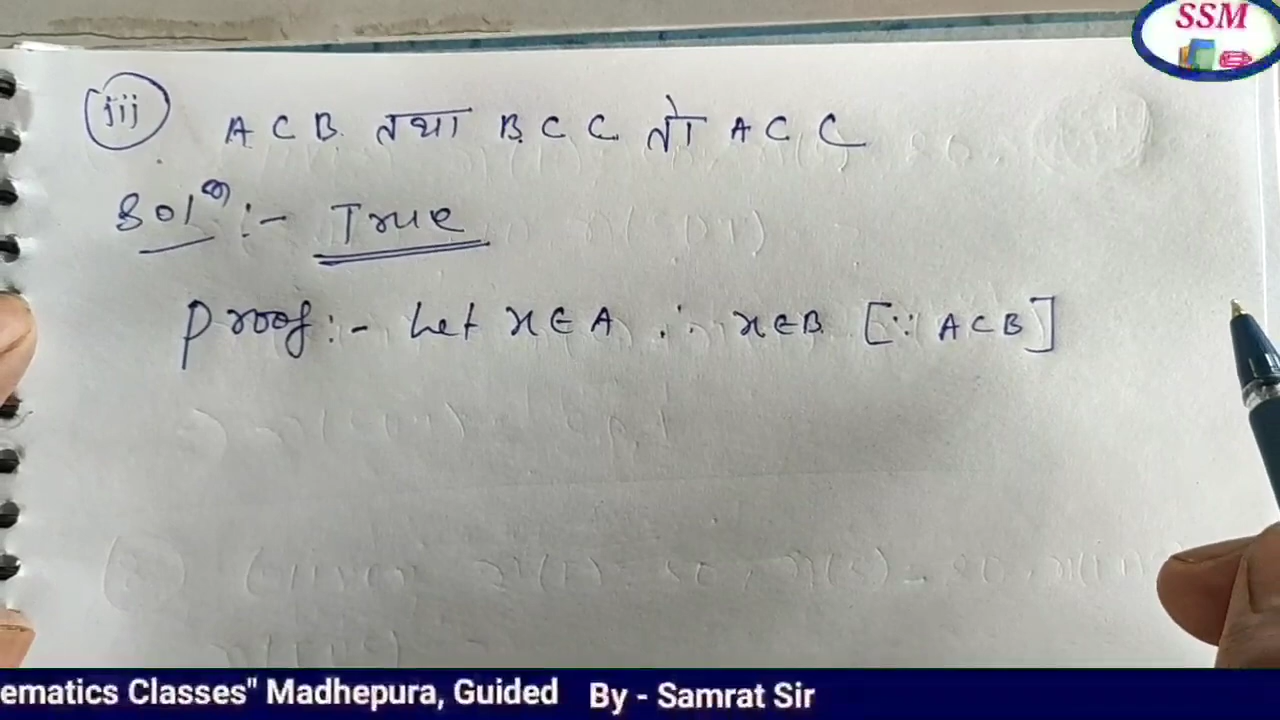 SSM
(iii) A ⊂ B तथा B ⊂ C तो A ⊂ C
Solⁿ :- True
Proof :- Let x ∈ A ∴ x ∈ B [∵ A ⊂ B]
ematics Classes" Madhepura, Guided By - Samrat Sir